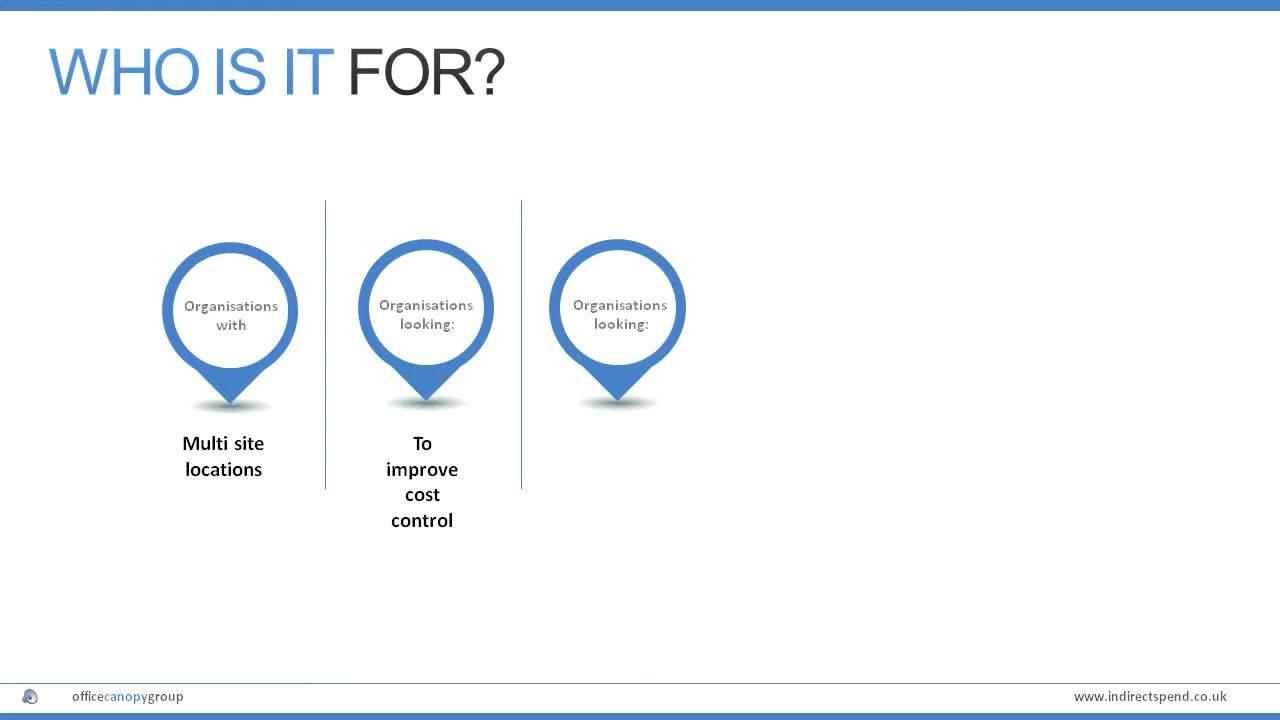 WHO IS IT FOR?
Organisations
with
Multi site
locations
Organisations
looking:
To
improve
cost
control
Organisations
looking:
officecanopygroup
www.indirectspend.co.uk